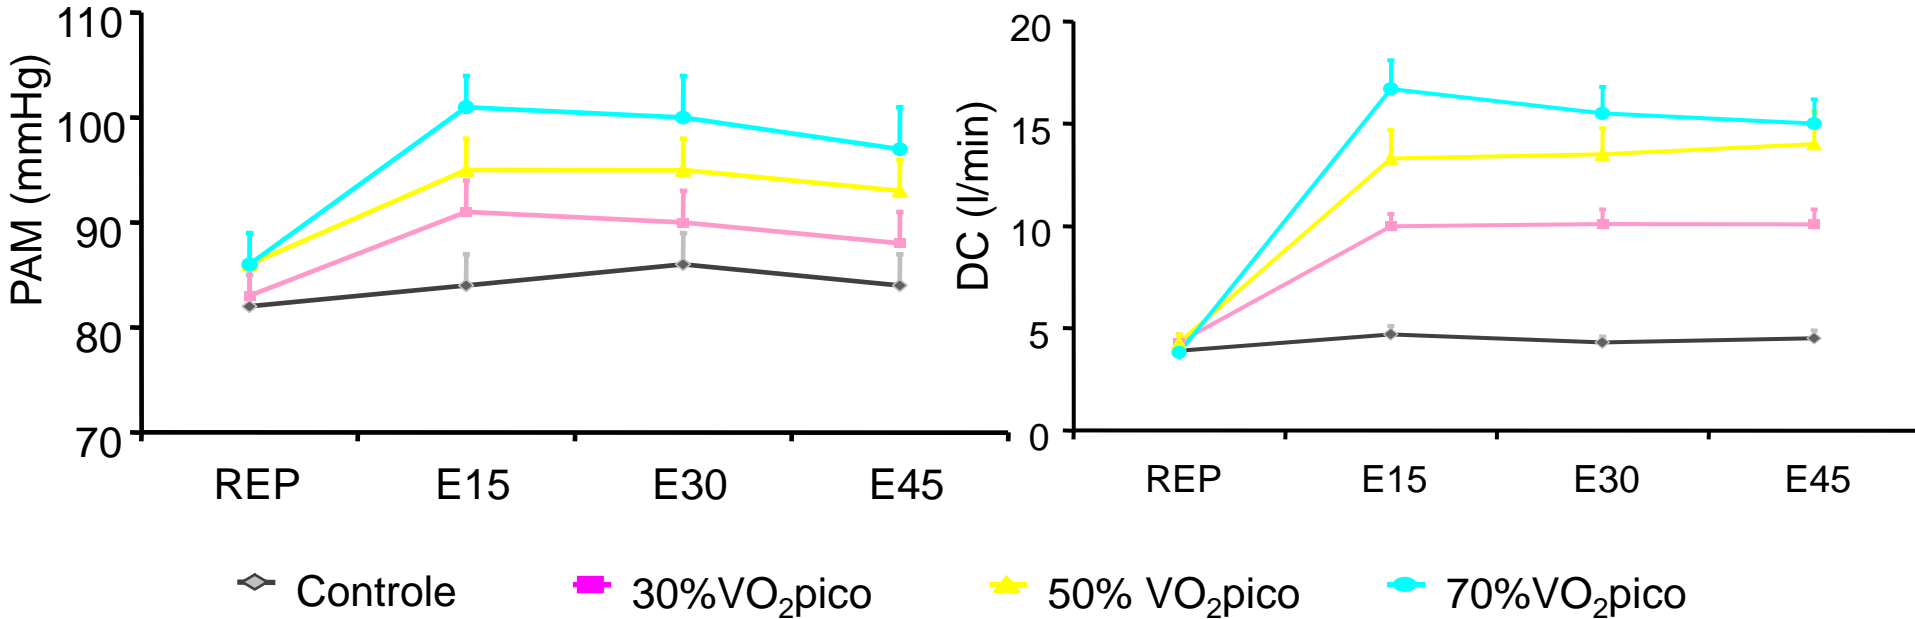 PAM (mmHg)
110
100
90
80
70
REP E15 E30 E45
DC (l/min)
20
15
10
5
0
REP E15 E30 E45
Controle 30%VO₂pico 50% VO₂pico 70%VO₂pico